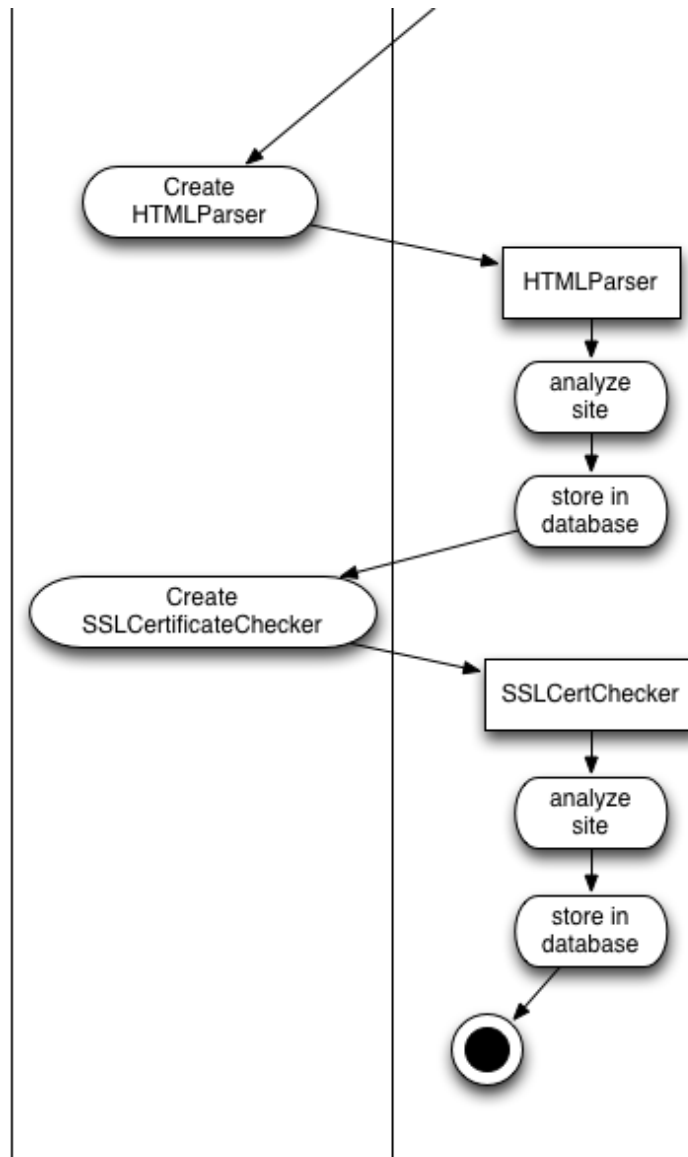 Create
HTMLParser
HTMLParser
analyze
site
store in
database
Create
SSLCertificateChecker
SSLCertChecker
analyze
site
store in
database